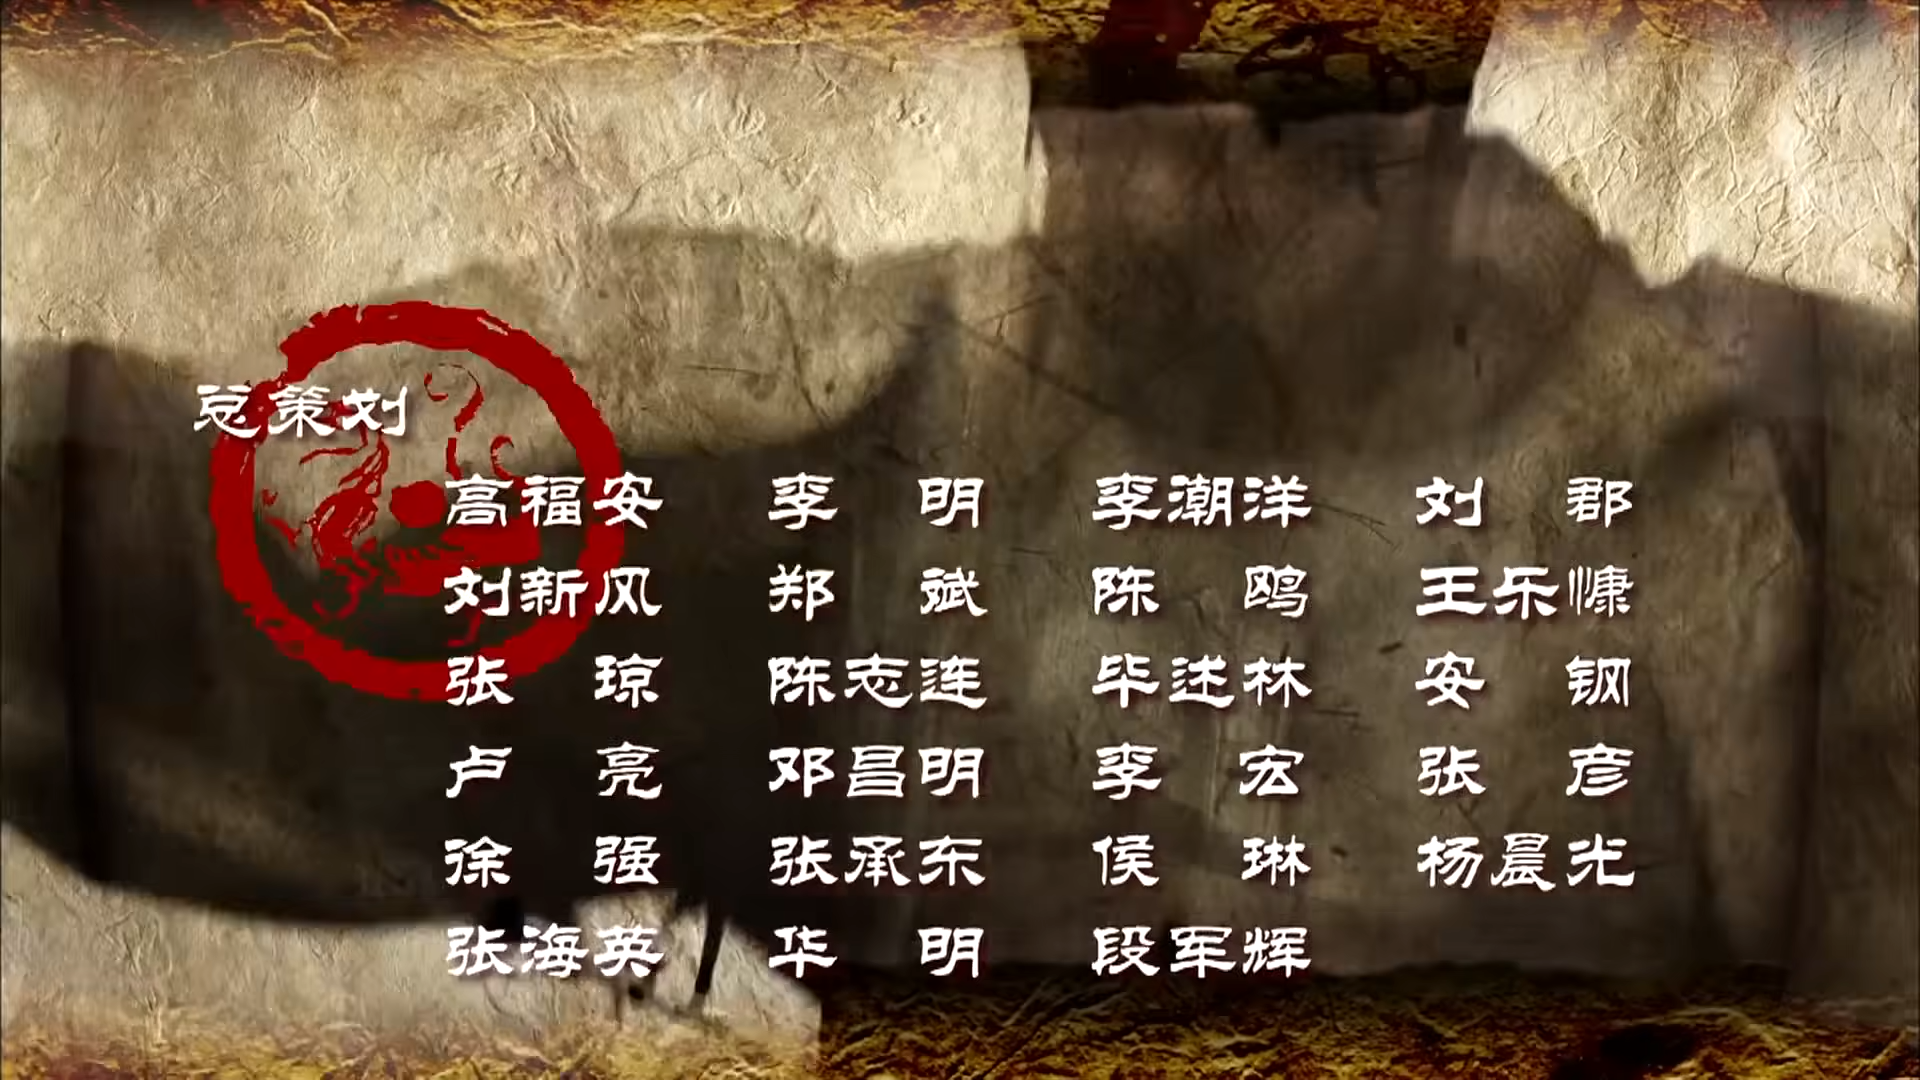 总策划
高福安 李明 李潮洋 刘郡
刘新风 郑斌 陈鸥 王乐慷
张琼 陈志连 毕述林 安钢
卢亮 邓昌明 李宏 张彦
徐强 张承东 侯琳 杨晨光
张海英 华明 段军辉